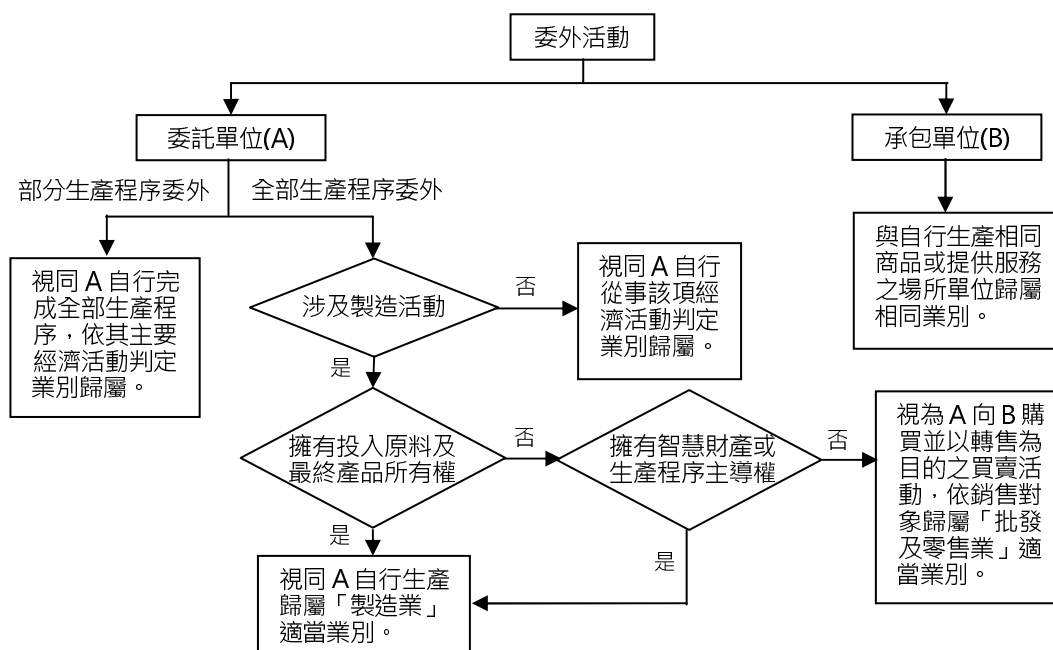 委外活動
委託單位(A)
承包單位(B)
部分生產程序委外
全部生產程序委外
與自行生產相同
商品或提供服務
之場所單位歸屬
相同業別。
視同 A 自行完
成全部生產程
序，依其主要
經濟活動判定
業別歸屬。
涉及製造活動
否
視同 A 自行
從事該項經
濟活動判定
業別歸屬。
是
擁有投入原料及
最終產品所有權
否
擁有智慧財產或
生產程序主導權
否
視為 A 向 B 購
買並以轉售為
目的之買賣活
動，依銷售對
象歸屬「批發
及零售業」適
當業別。
是
是
視同 A 自行生產
歸屬「製造業」
適當業別。